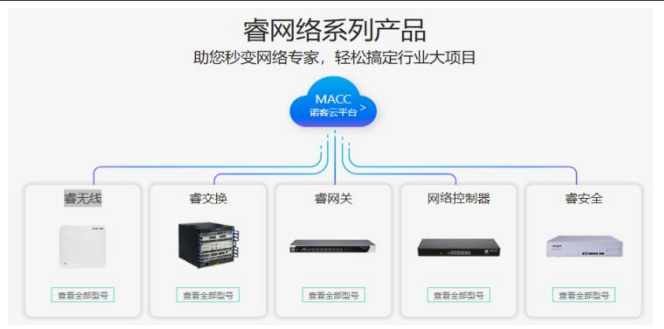 睿网络系列产品
助您秒变网络专家，轻松搞定行业大项目
MACC
诺客云平台 >
睿无线
睿交换
睿网关
网络控制器
睿安全
查看全部型号
查看全部型号
查看全部型号
查看全部型号
查看全部型号